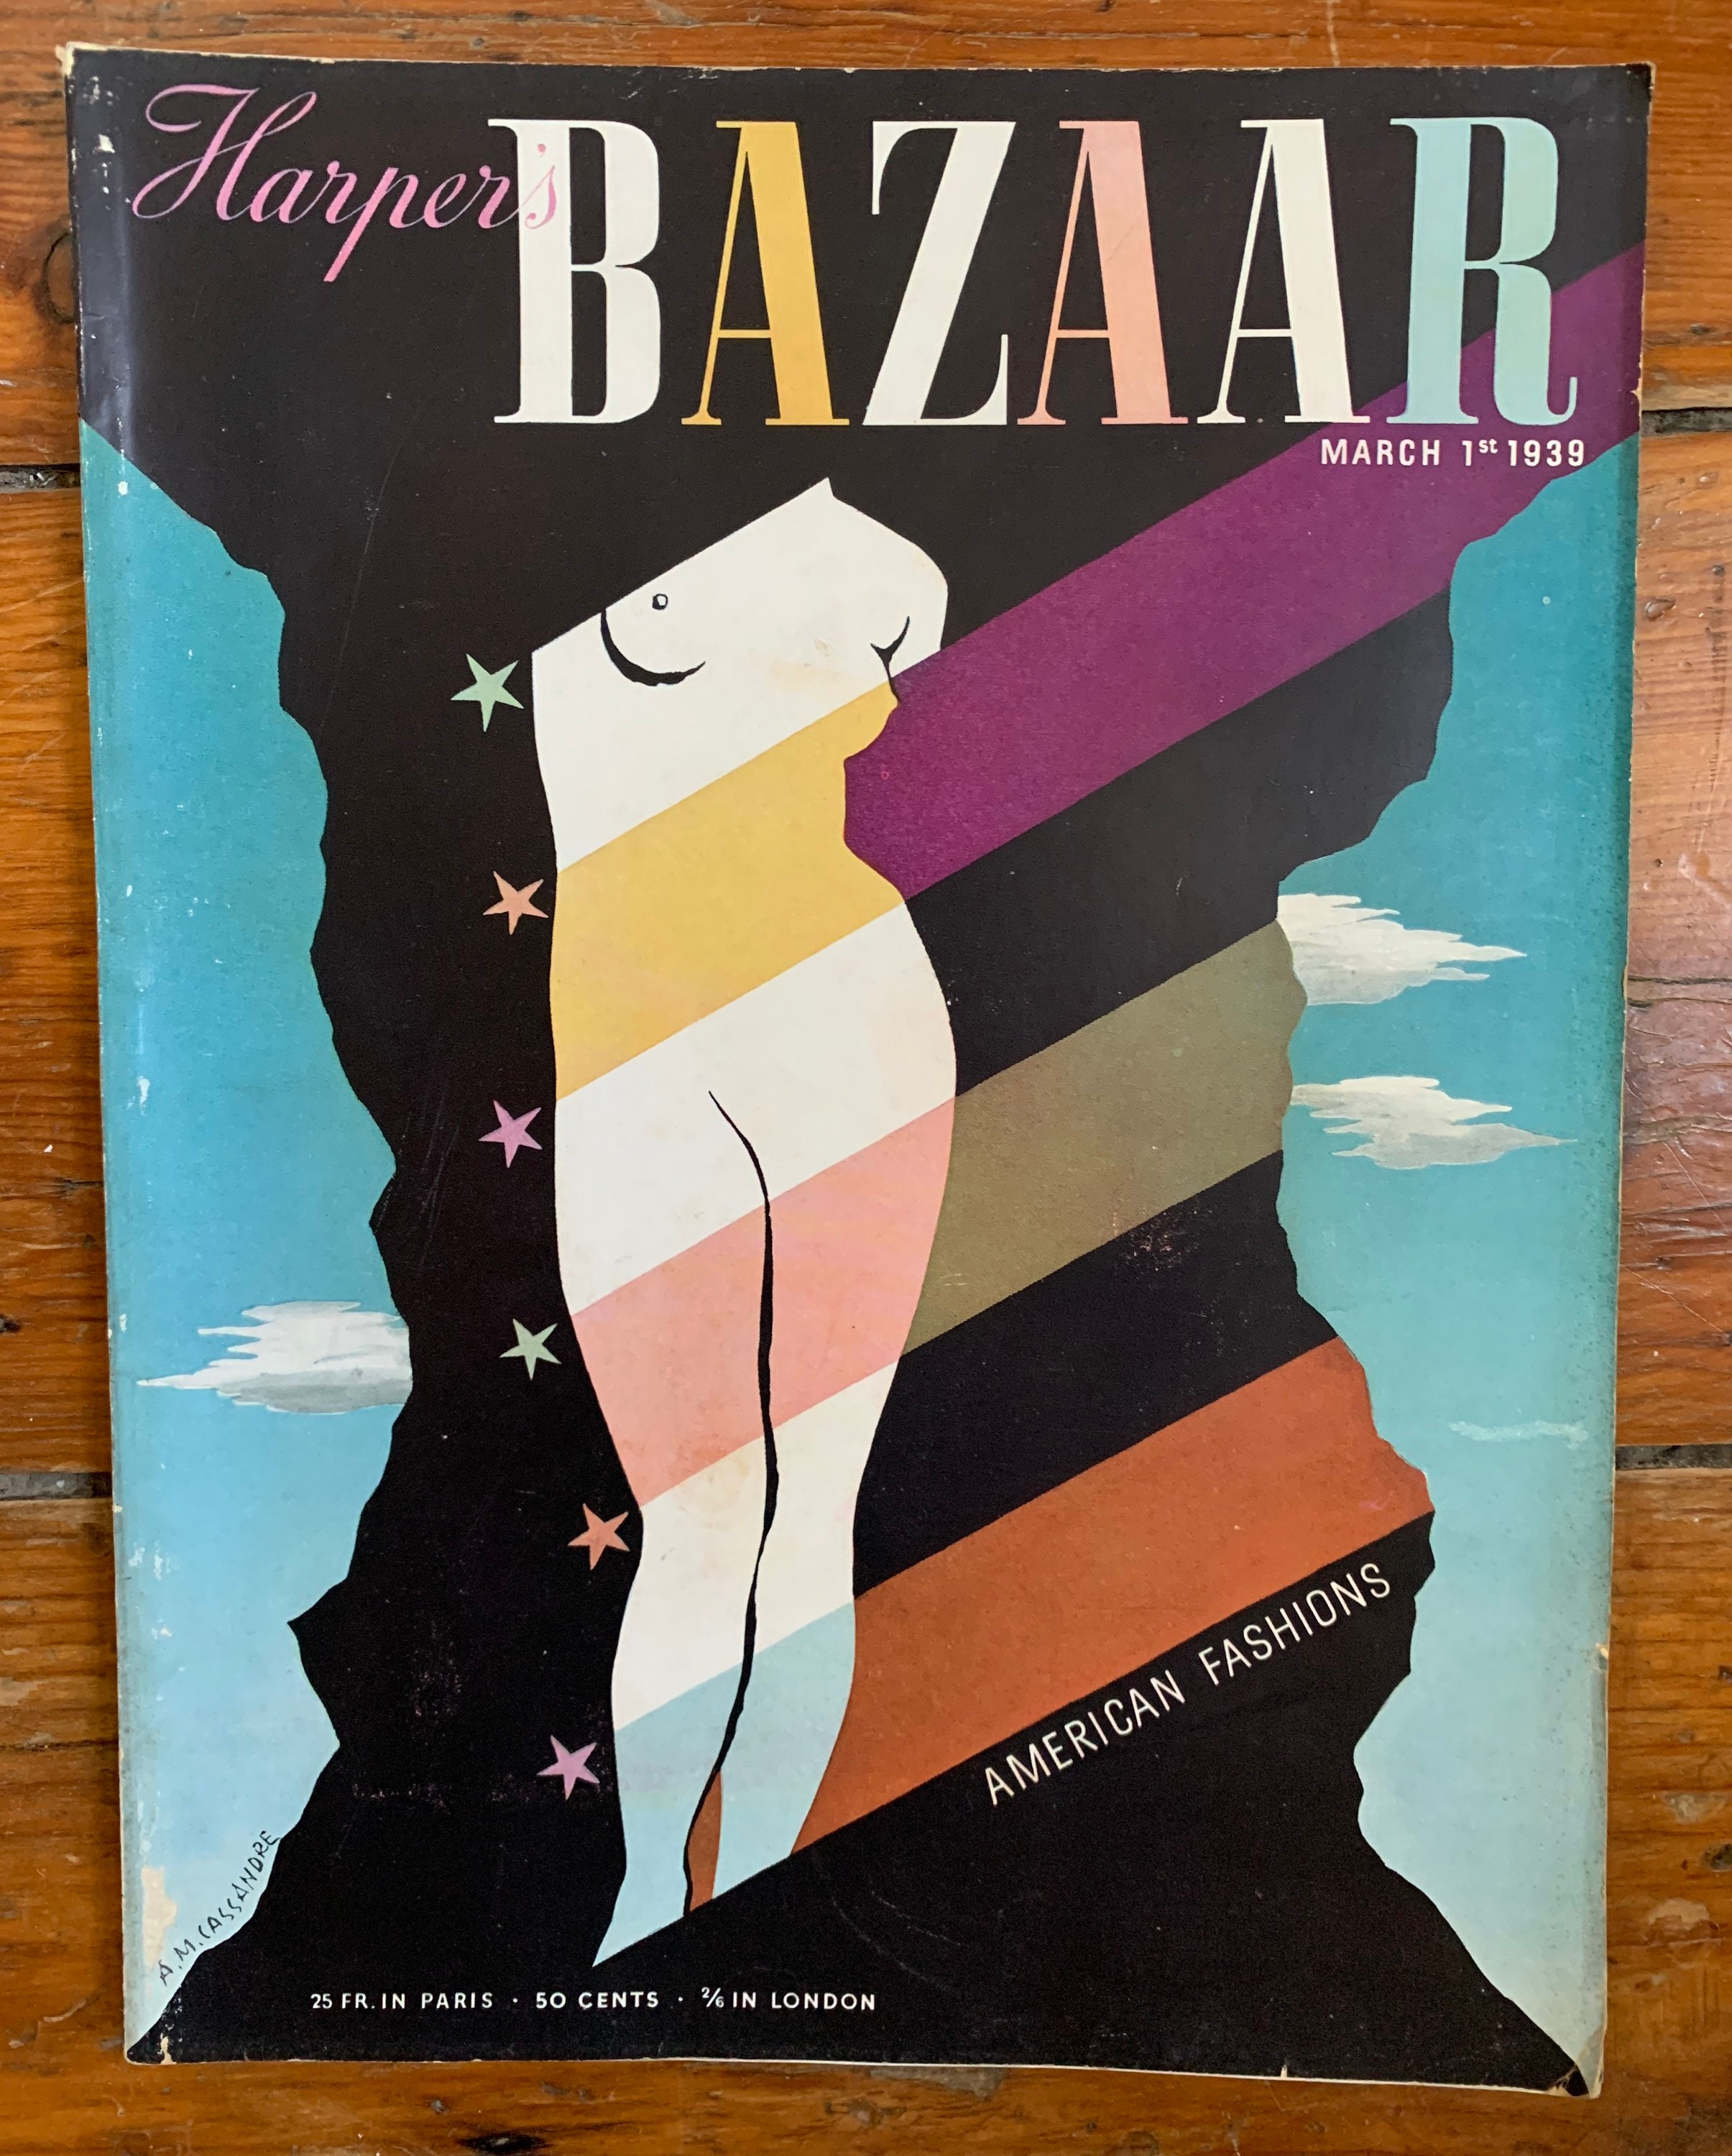 Harper's BAZAAR
MARCH 1st 1939
AMERICAN FASHIONS
A.M.CASSANDRE
25 FR. IN PARIS · 50 CENTS · 2/6 IN LONDON